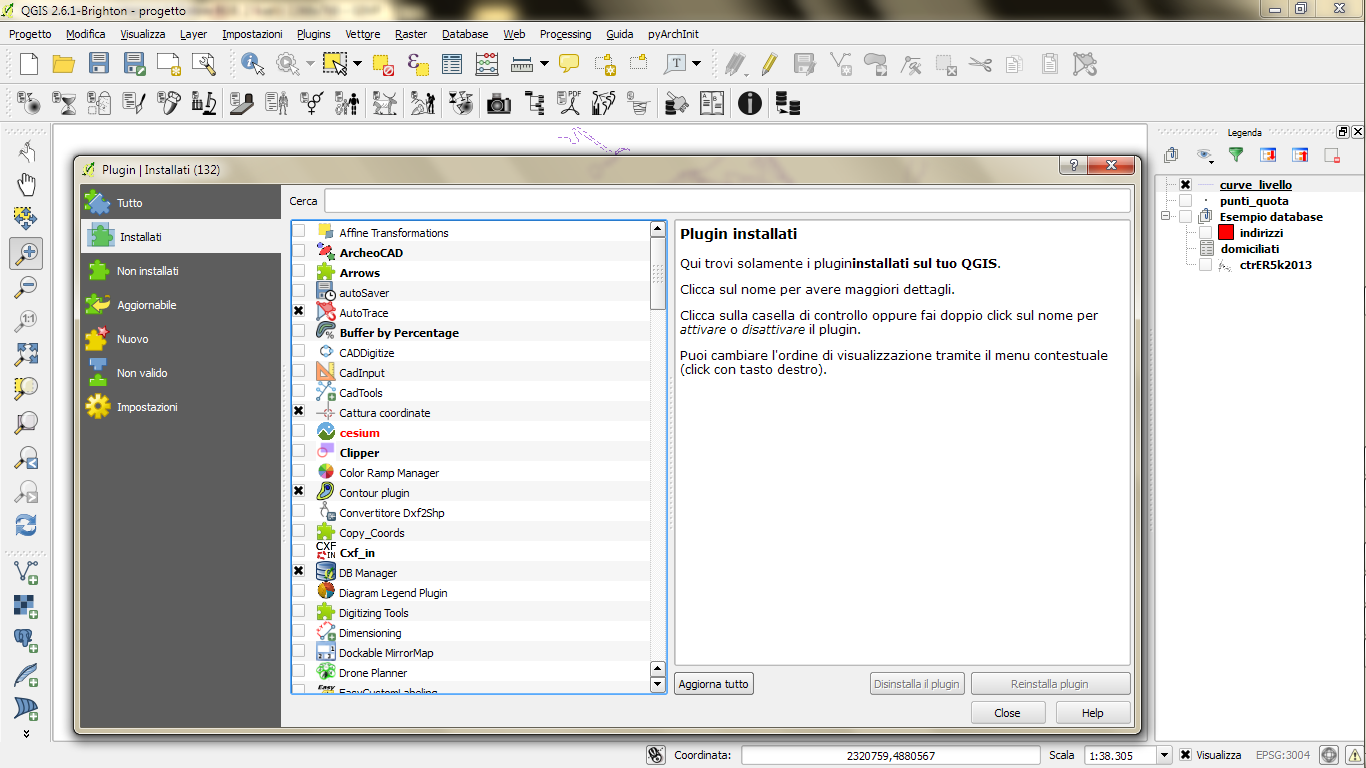 QGIS 2.6.1-Brighton - progetto
Progetto Modifica Visualizza Layer Impostazioni Plugins Vettore Raster Database Web Processing Guida pyArchInit
Legenda
curve_livello
punti_quota
Esempio database
indirizzi
domiciliati
ctrER5k2013
Plugin | Installati (132)
Tutto
Installati
Non installati
Aggiornabile
Nuovo
Non valido
Impostazioni
Cerca
Affine Transformations
ArcheoCAD
Arrows
autoSaver
AutoTrace
Buffer by Percentage
CADDigitize
CadInput
CadTools
Cattura coordinate
cesium
Clipper
Color Ramp Manager
Contour plugin
Convertitore Dxf2Shp
Copy_Coords
CXF
IN
Cxf_in
DB Manager
Diagram Legend Plugin
Digitizing Tools
Dimensioning
Dockable MirrorMap
Drone Planner
Easy
EasyCustomLabeling
Plugin installati
Qui trovi solamente i plugininstallati sul tuo QGIS.
Clicca sul nome per avere maggiori dettagli.
Clicca sulla casella di controllo oppure fai doppio click sul nome per
attivare o disattivare il plugin.
Puoi cambiare l'ordine di visualizzazione tramite il menu contestuale
(click con tasto destro).
Aggiorna tutto
Disinstalla il plugin
Reinstalla plugin
Close
Help
Coordinata: 2320759,4880567 Scala 1:38.305 Visualizza EPSG:3004